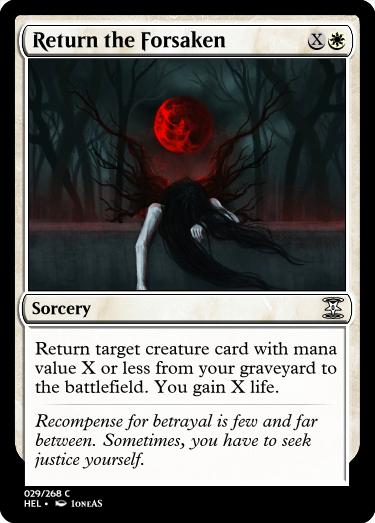 Return the Forsaken X
Sorcery
Return target creature card with mana
value X or less from your graveyard to
the battlefield. You gain X life.
Recompense for betrayal is few and far
between. Sometimes, you have to seek
justice yourself.
029/268 C
HEL • 1oneAS